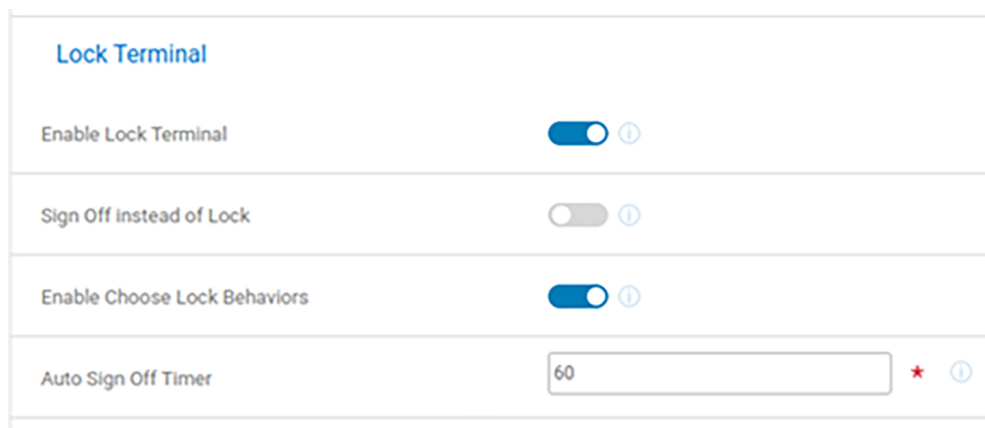 Lock Terminal
Enable Lock Terminal
Sign Off instead of Lock
Enable Choose Lock Behaviors
Auto Sign Off Timer 60 *